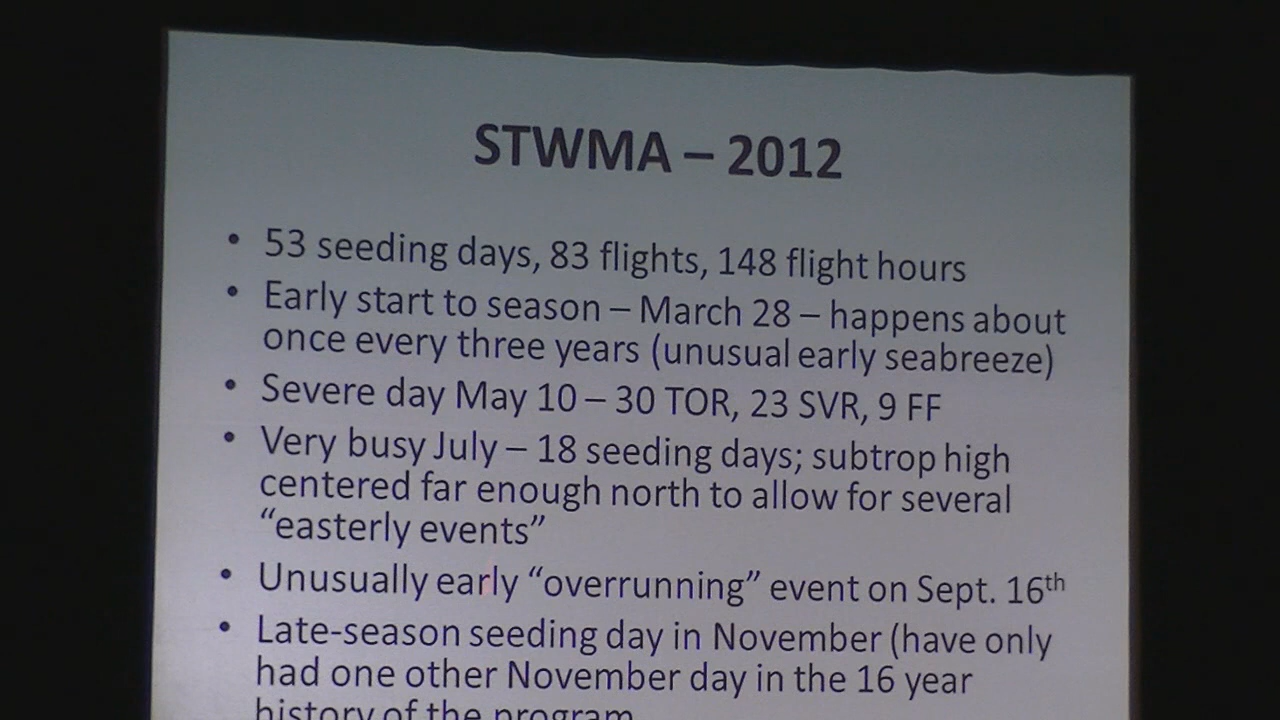 STWMA – 2012
• 53 seeding days, 83 flights, 148 flight hours
• Early start to season – March 28 – happens about
once every three years (unusual early seabreeze)
• Severe day May 10 – 30 TOR, 23 SVR, 9 FF
• Very busy July – 18 seeding days; subtrop high
centered far enough north to allow for several
“easterly events”
• Unusually early “overrunning” event on Sept. 16th
• Late-season seeding day in November (have only
had one other November day in the 16 year
history of the program